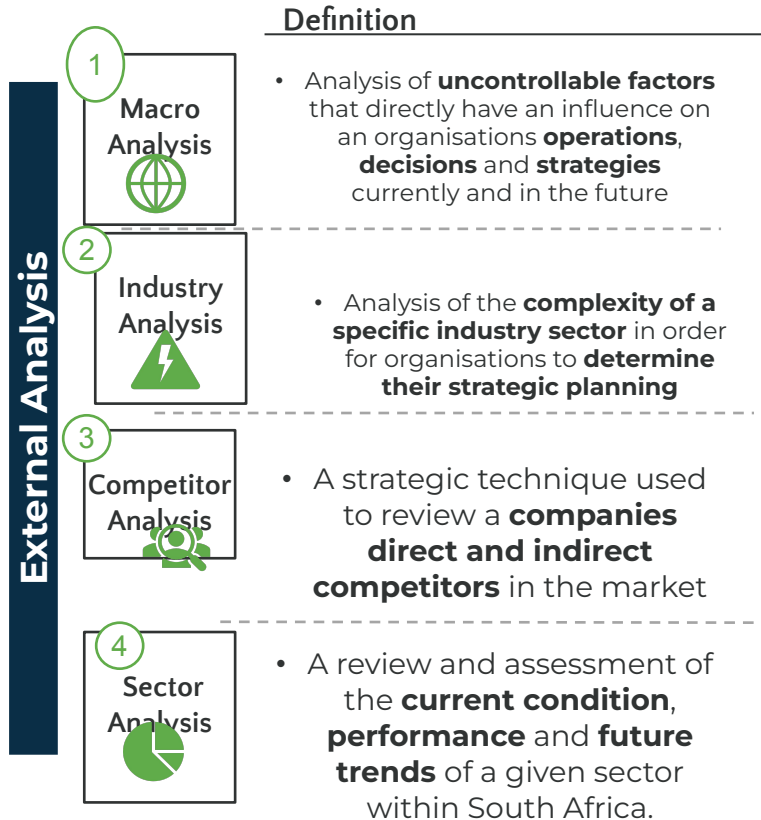 Definition
External Analysis
1
Macro
Analysis
• Analysis of uncontrollable factors
that directly have an influence on
an organisations operations,
decisions and strategies
currently and in the future
2
Industry
Analysis
• Analysis of the complexity of a
specific industry sector in order
for organisations to determine
their strategic planning
3
Competitor
Analysis
• A strategic technique used
to review a companies
direct and indirect
competitors in the market
4
Sector
Analysis
• A review and assessment of
the current condition,
performance and future
trends of a given sector
within South Africa.